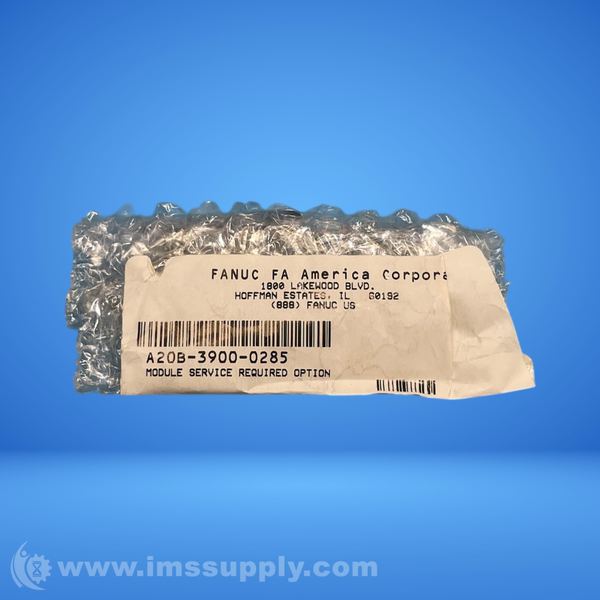 FANUC FA America Corpora
1800 LAKEWOOD BLVD.
HOFFMAN ESTATES, IL 60192
(888) FANUC US
A20B-3900-0285
MODULE SERVICE REQUIRED OPTION
www.imssupply.com